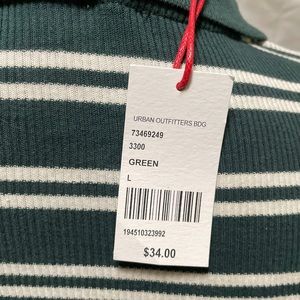 URBAN OUTFITTERS BDG
73469249
3300
GREEN
L
194510323992
$34.00